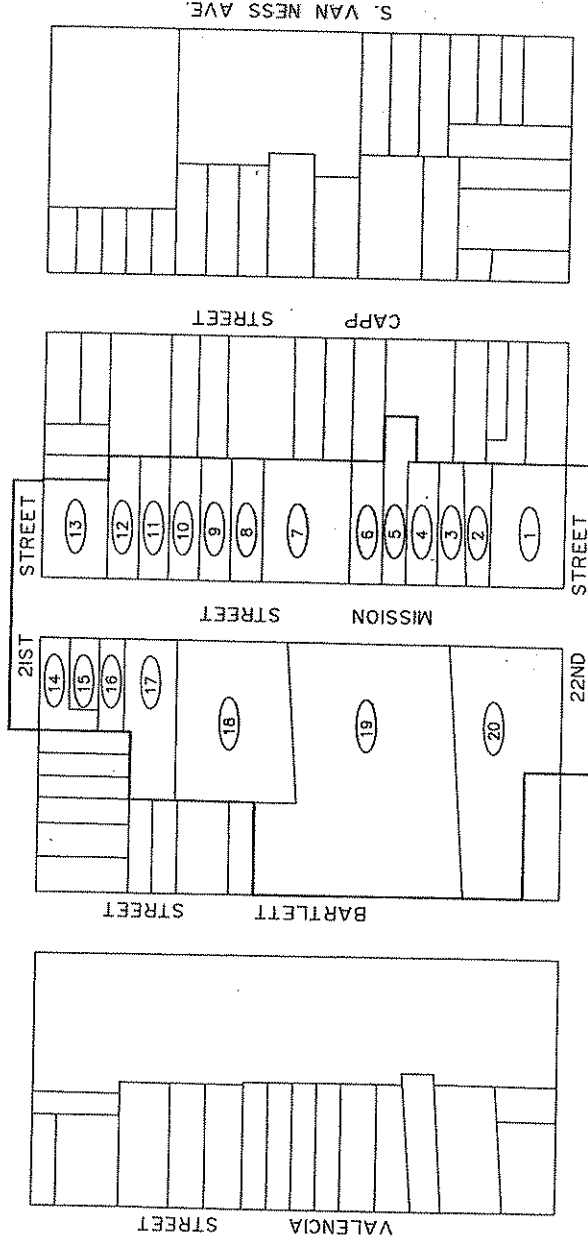 S. VAN NESS AVE.
CAPP STREET
21ST STREET
13
12
11
10
9
8
7
6
5
4
3
2
1
22ND STREET
MISSION STREET
14
15
16
17
18
19
20
BARTLETT STREET
VALENCIA STREET